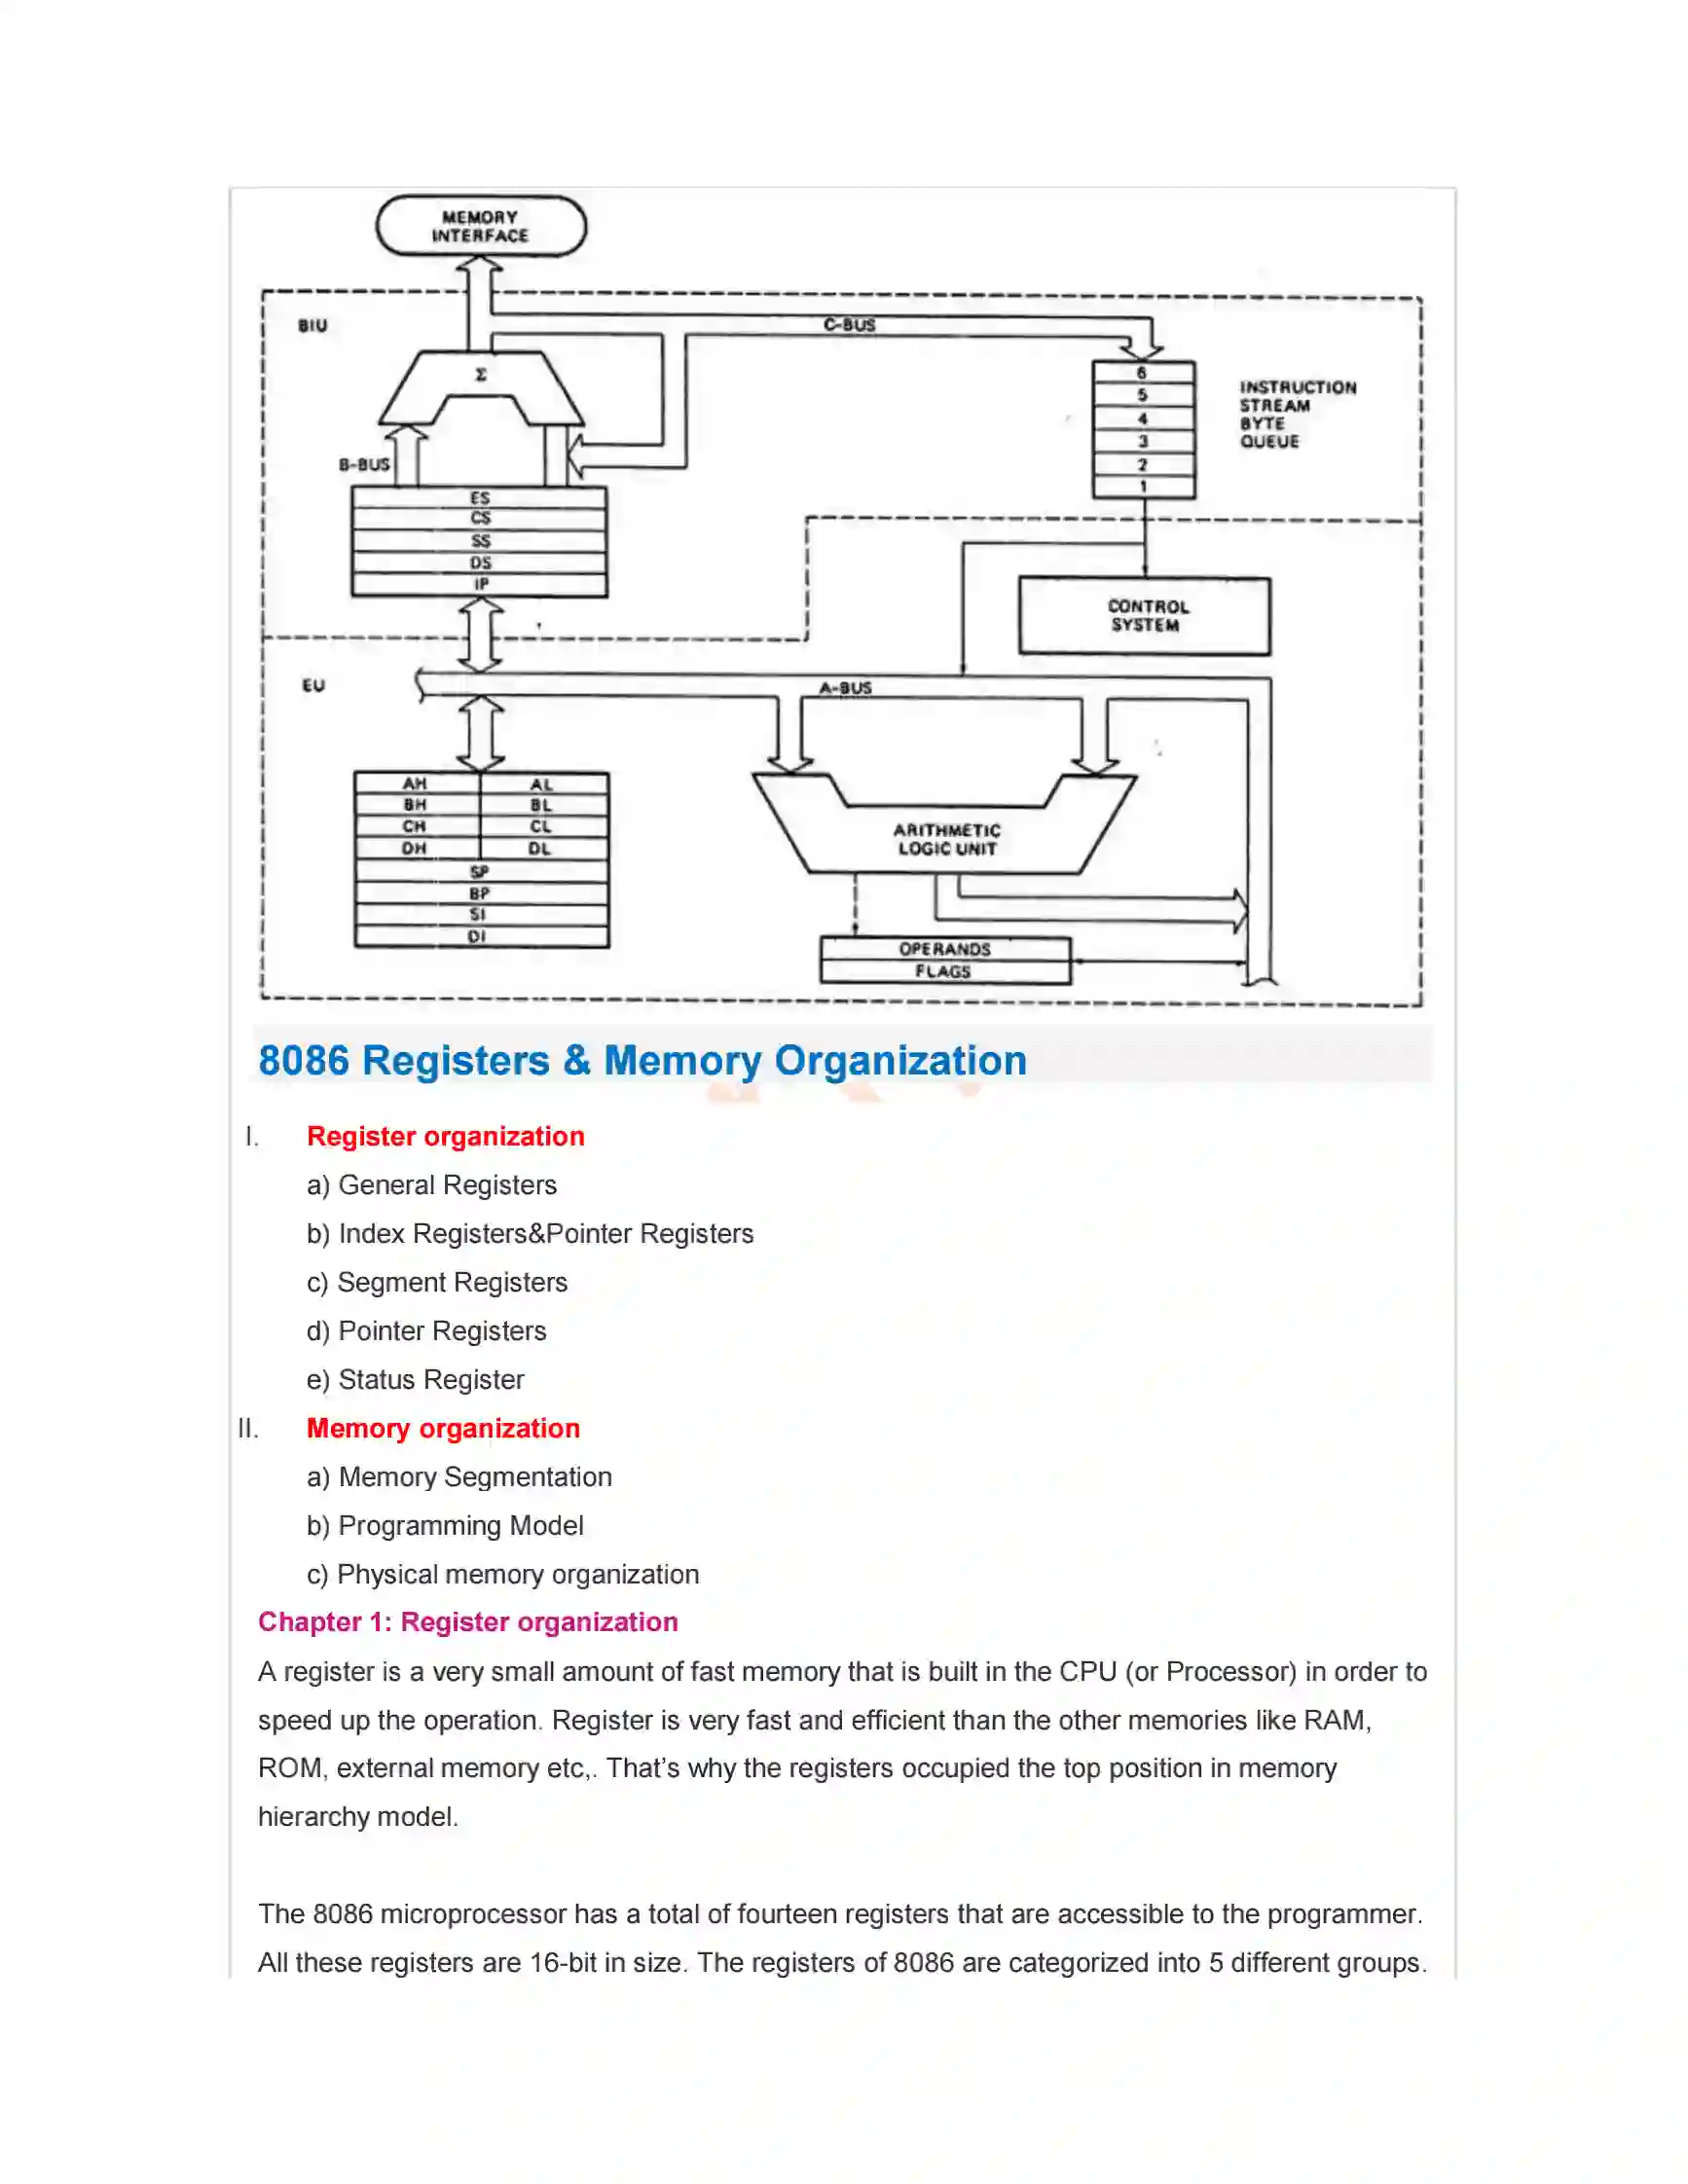 MEMORY
INTERFACE
BIU
C-BUS
Σ
6
5
4
3
2
1
INSTRUCTION
STREAM
BYTE
QUEUE
B-BUS
ES
CS
SS
DS
IP
CONTROL
SYSTEM
EU
A-BUS
AH AL
BH BL
CH CL
DH DL
SP
BP
SI
DI
ARITHMETIC
LOGIC UNIT
OPERANDS
FLAGS
8086 Registers & Memory Organization
I. Register organization
a) General Registers
b) Index Registers&Pointer Registers
c) Segment Registers
d) Pointer Registers
e) Status Register
II. Memory organization
a) Memory Segmentation
b) Programming Model
c) Physical memory organization
Chapter 1: Register organization
A register is a very small amount of fast memory that is built in the CPU (or Processor) in order to
speed up the operation. Register is very fast and efficient than the other memories like RAM,
ROM, external memory etc,. That’s why the registers occupied the top position in memory
hierarchy model.
The 8086 microprocessor has a total of fourteen registers that are accessible to the programmer.
All these registers are 16-bit in size. The registers of 8086 are categorized into 5 different groups.